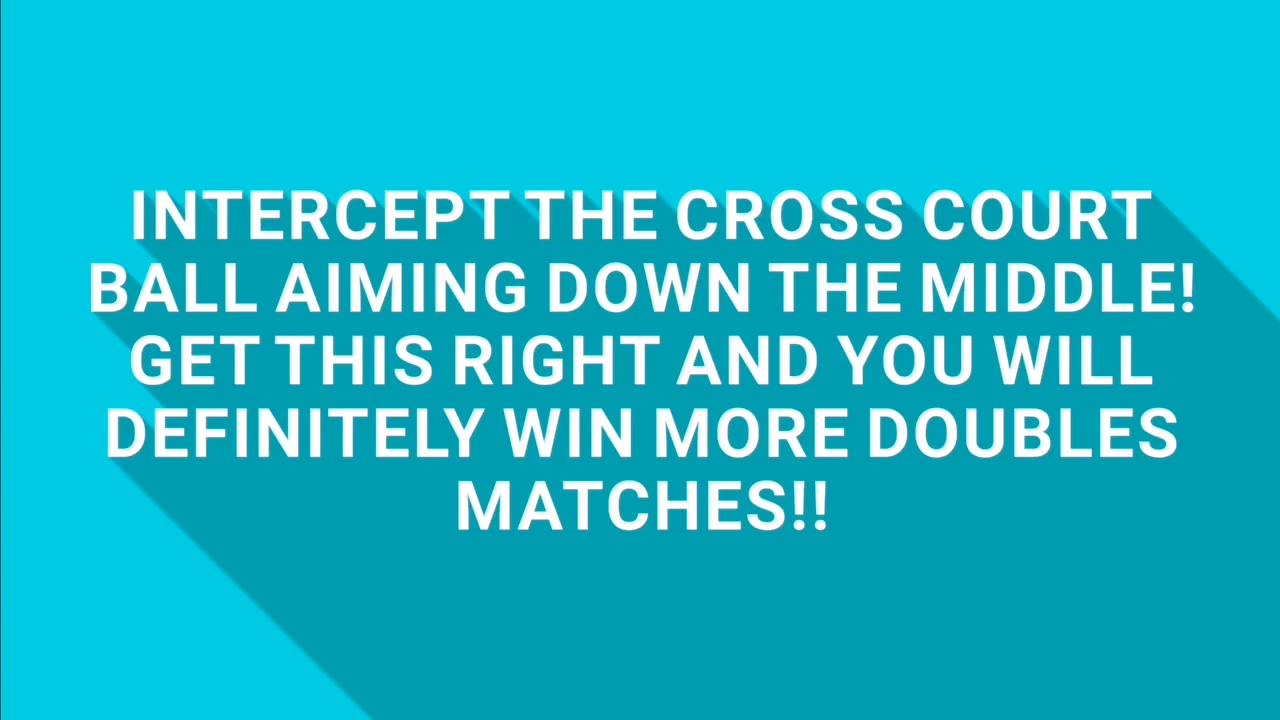 INTERCEPT THE CROSS COURT
BALL AIMING DOWN THE MIDDLE!
GET THIS RIGHT AND YOU WILL
DEFINITELY WIN MORE DOUBLES
MATCHES!!